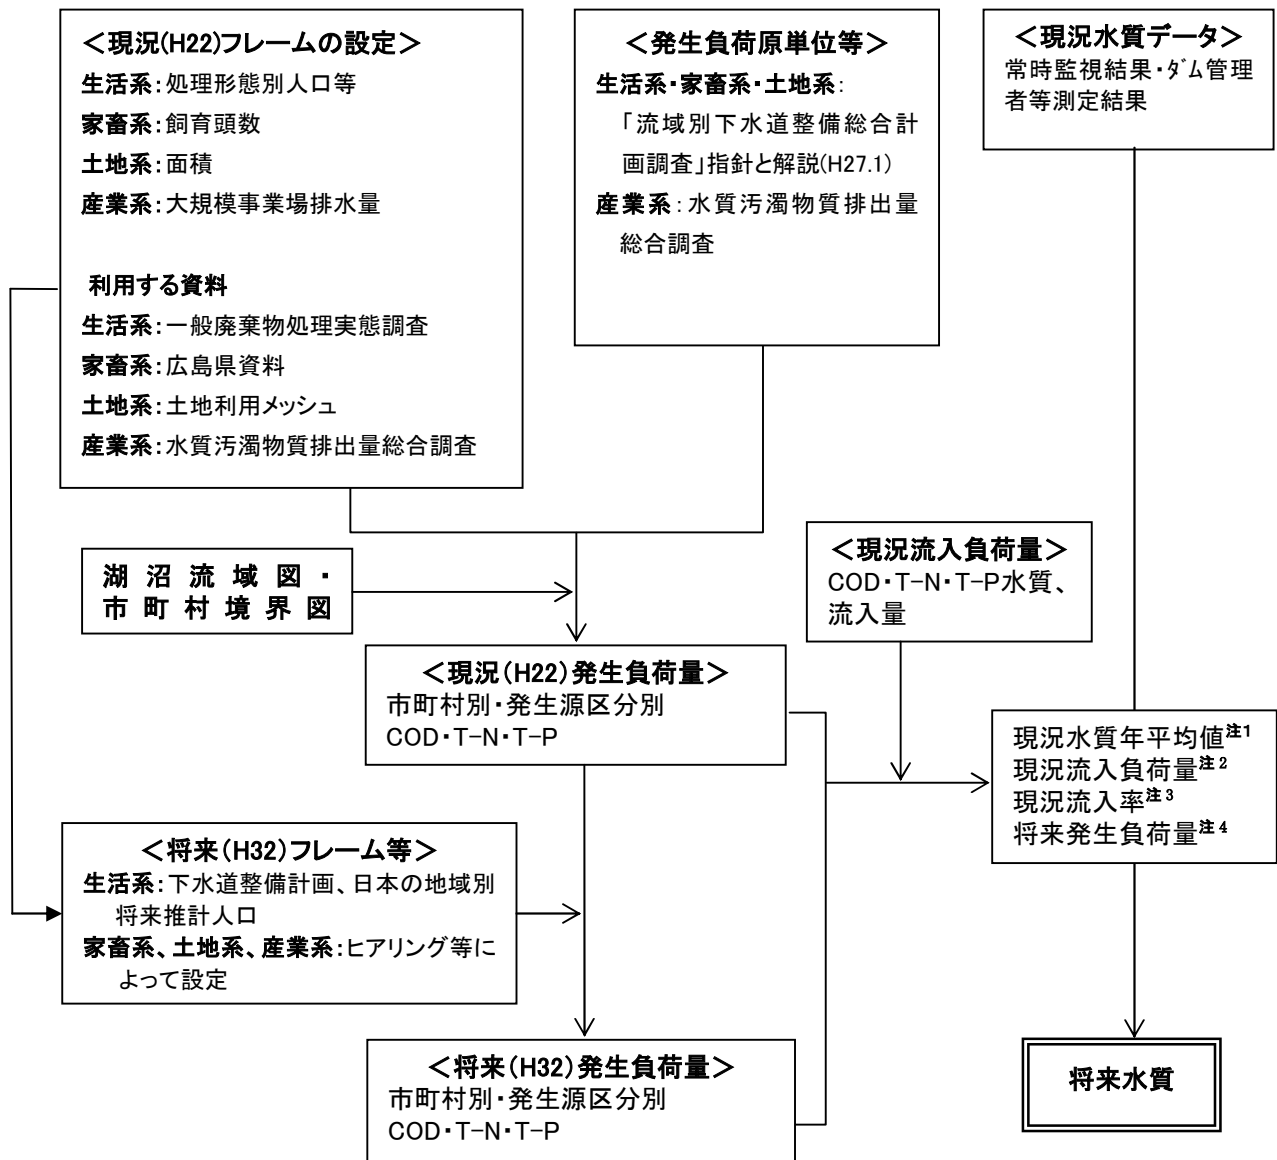 ＜現況(H22)フレームの設定＞
生活系：処理形態別人口等
家畜系：飼育頭数
土地系：面積
産業系：大規模事業場排水量
利用する資料
生活系：一般廃棄物処理実態調査
家畜系：広島県資料
土地系：土地利用メッシュ
産業系：水質汚濁物質排出量総合調査
＜発生負荷原単位等＞
生活系・家畜系・土地系：
「流域別下水道整備総合計
画調査」指針と解説(H27.1)
産業系：水質汚濁物質排出量
総合調査
＜現況水質データ＞
常時監視結果・ダム管理
者等測定結果
湖沼流域図・
市町村境界図
＜現況流入負荷量＞
COD・T-N・T-P水質、
流入量
＜現況(H22)発生負荷量＞
市町村別・発生源区分別
COD・T-N・T-P
現況水質年平均値注1
現況流入負荷量注2
現況流入率注3
将来発生負荷量注4
＜将来(H32)フレーム等＞
生活系：下水道整備計画、日本の地域別
将来推計人口
家畜系、土地系、産業系：ヒアリング等に
よって設定
＜将来(H32)発生負荷量＞
市町村別・発生源区分別
COD・T-N・T-P
将来水質